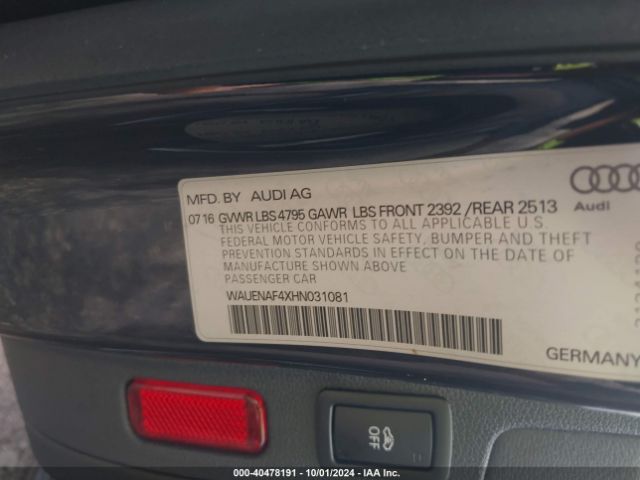 MFD. BY AUDI AG
07 16 GVWR LBS 4795 GAWR LBS FRONT 2392 /REAR 2513
Audi
THIS VEHICLE CONFORMS TO ALL APPLICABLE U.S.
FEDERAL MOTOR VEHICLE SAFETY, BUMPER AND THEFT
PREVENTION STANDARDS IN EFFECT ON THE DATE OF
MANUFACTURE SHOWN ABOVE
PASSENGER CAR
WAUENAF4XHN031081
GERMANY
OFF
000-40478191 - 10/01/2024 - IAA Inc.